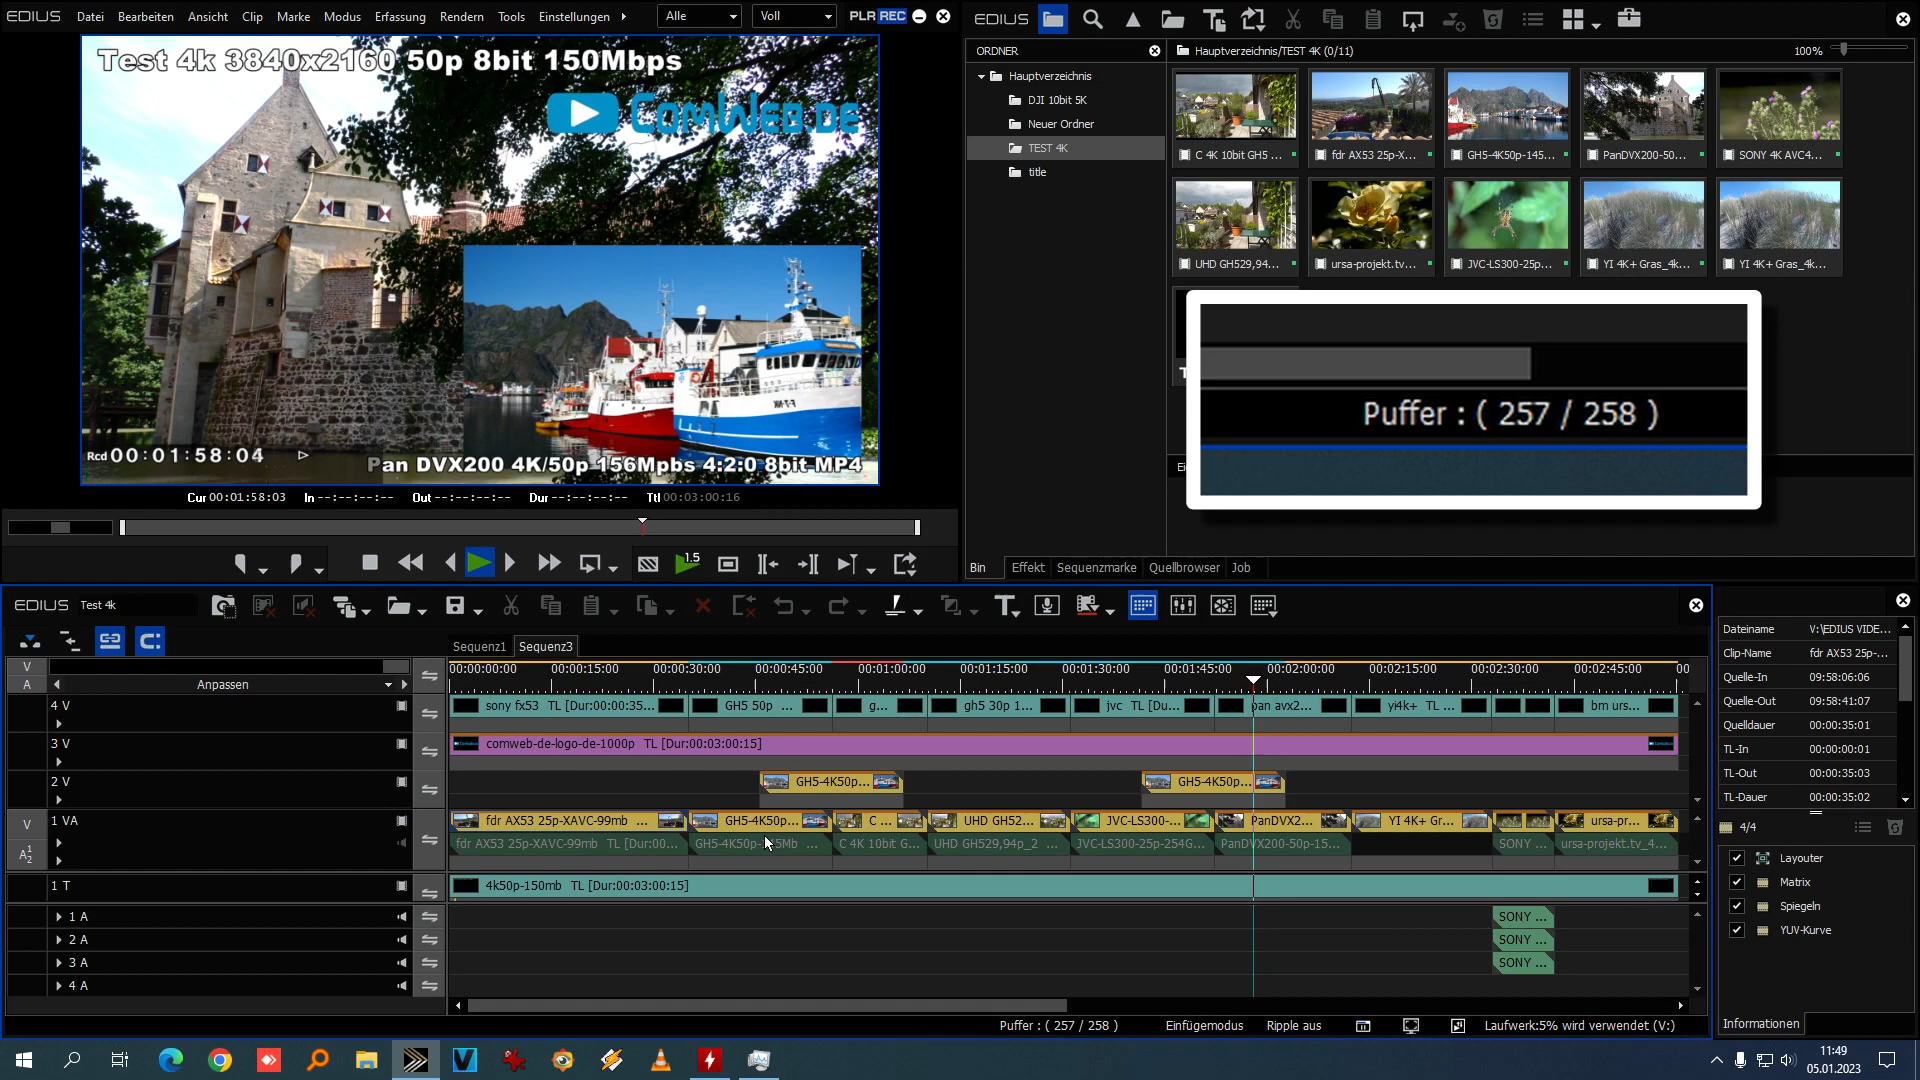 EDIUS Datei Bearbeiten Ansicht Clip Marke Modus Erfassung Rendern Tools Einstellungen Alle Voll PLR REC
EDIUS
Test 4k 3840x2160 50p 8bit 150Mbps
ComWeb.de
Rcd 00:01:58:04
Pan DVX200 4K/50p 156Mpbs 4:2:0 8bit MP4
Cur 00:01:58:03 In --:--:--:-- Out --:--:--:-- Dur --:--:--:-- Ttl 00:03:00:16
1.5
ORDNER
Hauptverzeichnis/TEST 4K (0/11)
100%
Hauptverzeichnis
DJI 10bit 5K
Neuer Ordner
TEST 4K
title
C 4K 10bit GH5 ...
fdr AX53 25p-X...
GH5-4K50p-145...
PanDVX200-50...
SONY 4K AVC4...
UHD GH529,94...
ursa-projekt.tv...
JVC-LS300-25p...
YI 4K+ Gras_4k...
YI 4K+ Gras_4k...
Puffer : ( 257 / 258 )
Bin Effekt Sequenzmarke Quellbrowser Job
EDIUS Test 4k
Sequenz1 Sequenz3
V
A
Anpassen
00:00:00:00 00:00:15:00 00:00:30:00 00:00:45:00 00:01:00:00 00:01:15:00 00:01:30:00 00:01:45:00 00:02:00:00 00:02:15:00 00:02:30:00 00:02:45:00 00
4 V
sony fx53 TL [Dur:00:00:35... GH5 50p ... g... gh5 30p 1... jvc TL [Du... pan avx2... yi4k+ TL ... bm urs...
3 V
comweb-de-logo-de-1000p TL [Dur:00:03:00:15]
2 V
GH5-4K50p... GH5-4K50p...
V
1 VA
fdr AX53 25p-XAVC-99mb ... GH5-4K50p... C ... UHD GH52... JVC-LS300-... PanDVX2... YI 4K+ Gr... ursa-pr...
A 1 2
fdr AX53 25p-XAVC-99mb TL [Dur:00:... GH5-4K50p-145Mb ... C 4K 10bit G... UHD GH529,94p_2 ... JVC-LS300-25p-254G... PanDVX200-50p-15... SONY ... ursa-projekt.tv_4...
1 T
4k50p-150mb TL [Dur:00:03:00:15]
1 A
SONY ...
2 A
SONY ...
3 A
SONY ...
4 A
Puffer : ( 257 / 258 ) Einfügemodus Ripple aus Laufwerk:5% wird verwendet (V:)
Dateiname V:\EDIUS VIDE...
Clip-Name fdr AX53 25p-...
Quelle-In 09:58:06:06
Quelle-Out 09:58:41:07
Quelldauer 00:00:35:01
TL-In 00:00:00:01
TL-Out 00:00:35:03
TL-Dauer 00:00:35:02
4/4
Layouter
Matrix
Spiegeln
YUV-Kurve
Informationen
11:49
05.01.2023